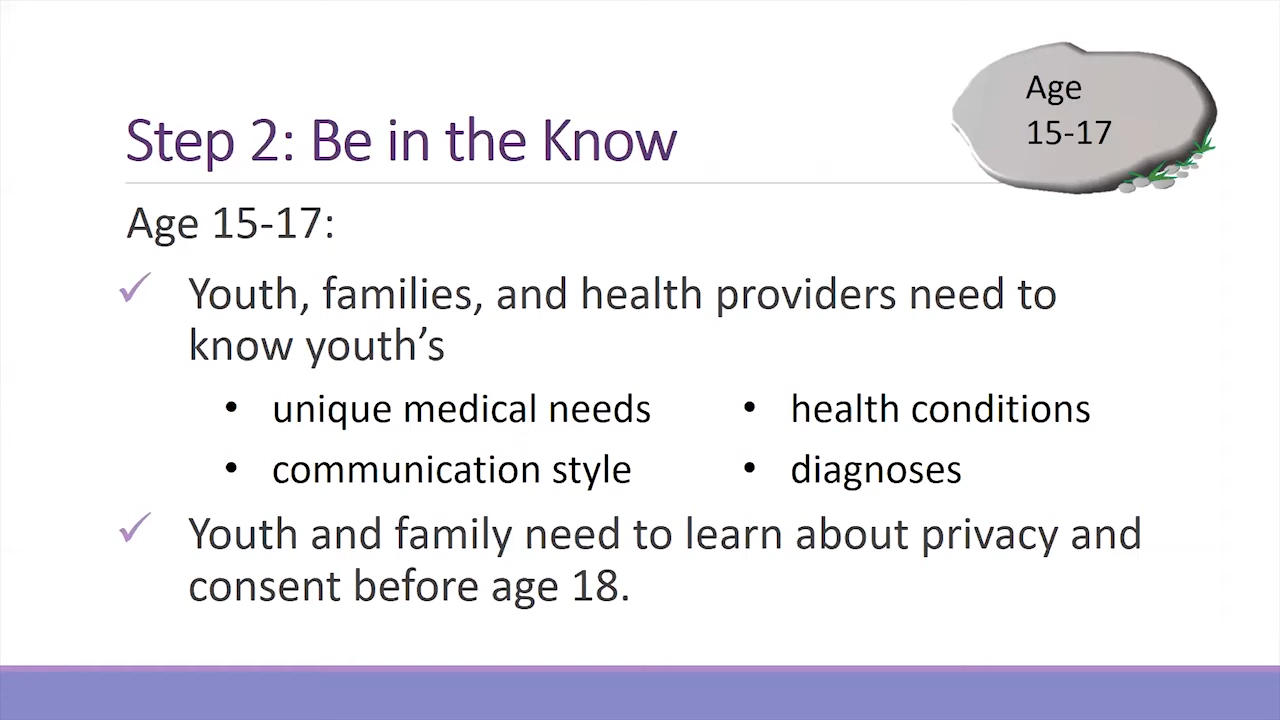 Age
15-17
Step 2: Be in the Know
Age 15-17:
✓ Youth, families, and health providers need to
know youth’s
• unique medical needs
• health conditions
• communication style
• diagnoses
✓ Youth and family need to learn about privacy and
consent before age 18.